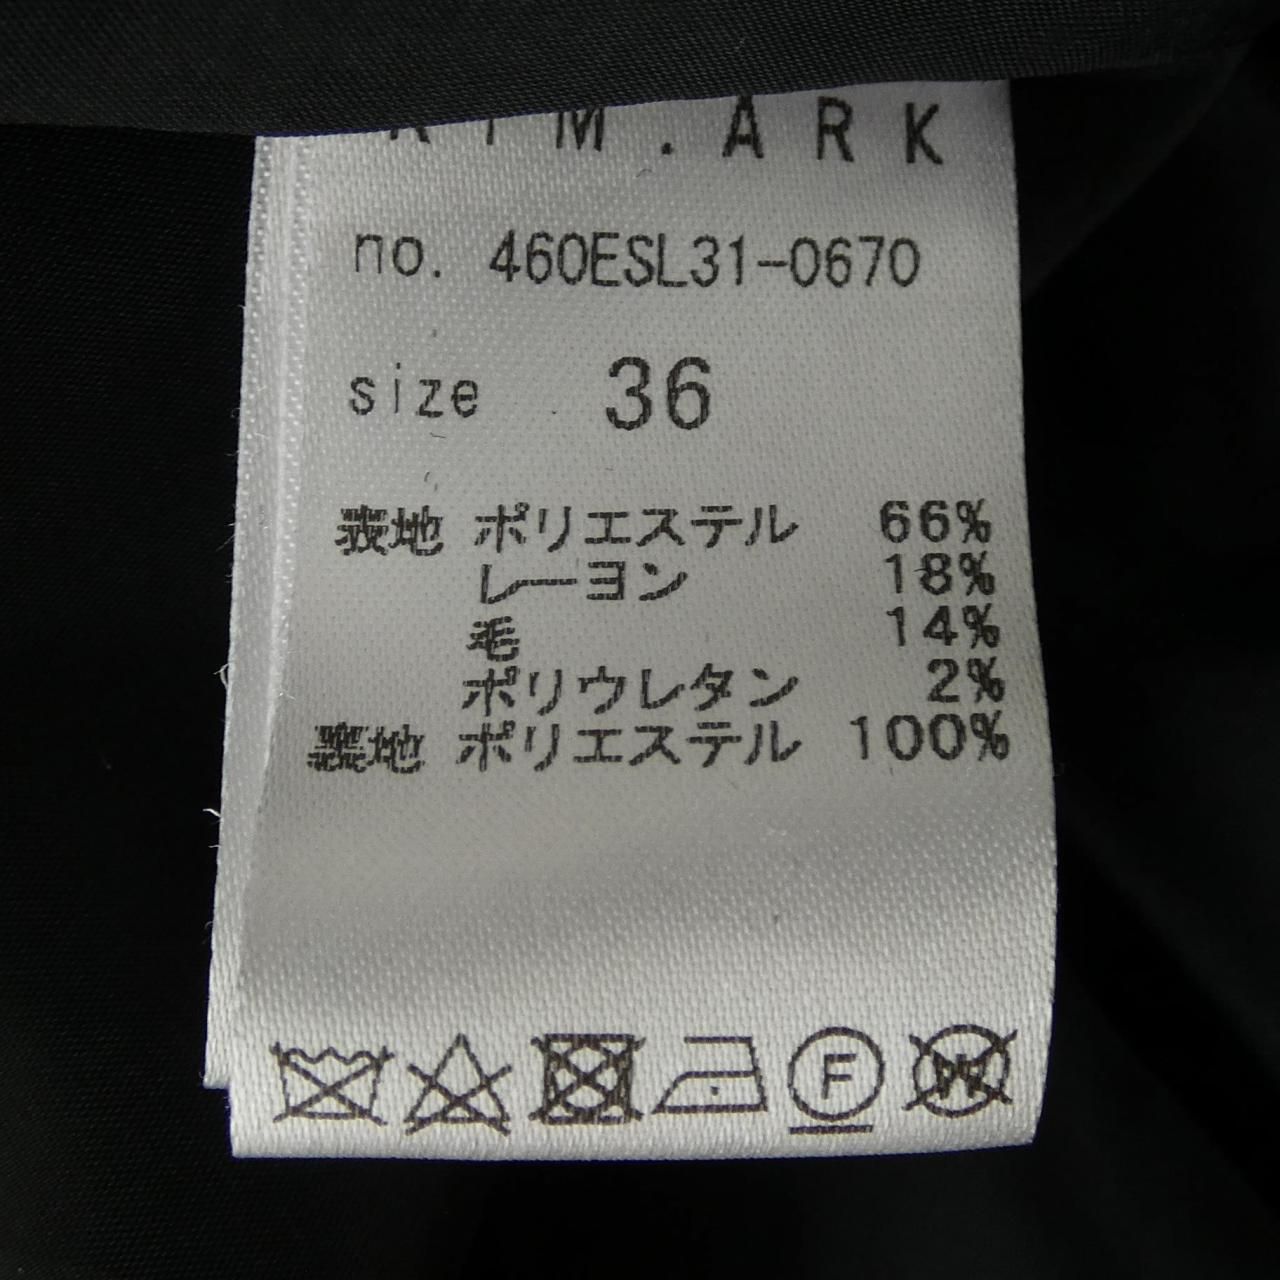 RIM.ARK
no. 460ESL31-0670
size 36
表地 ポリエステル 66%
レーヨン 18%
毛 14%
ポリウレタン 2%
裏地 ポリエステル 100%
F W